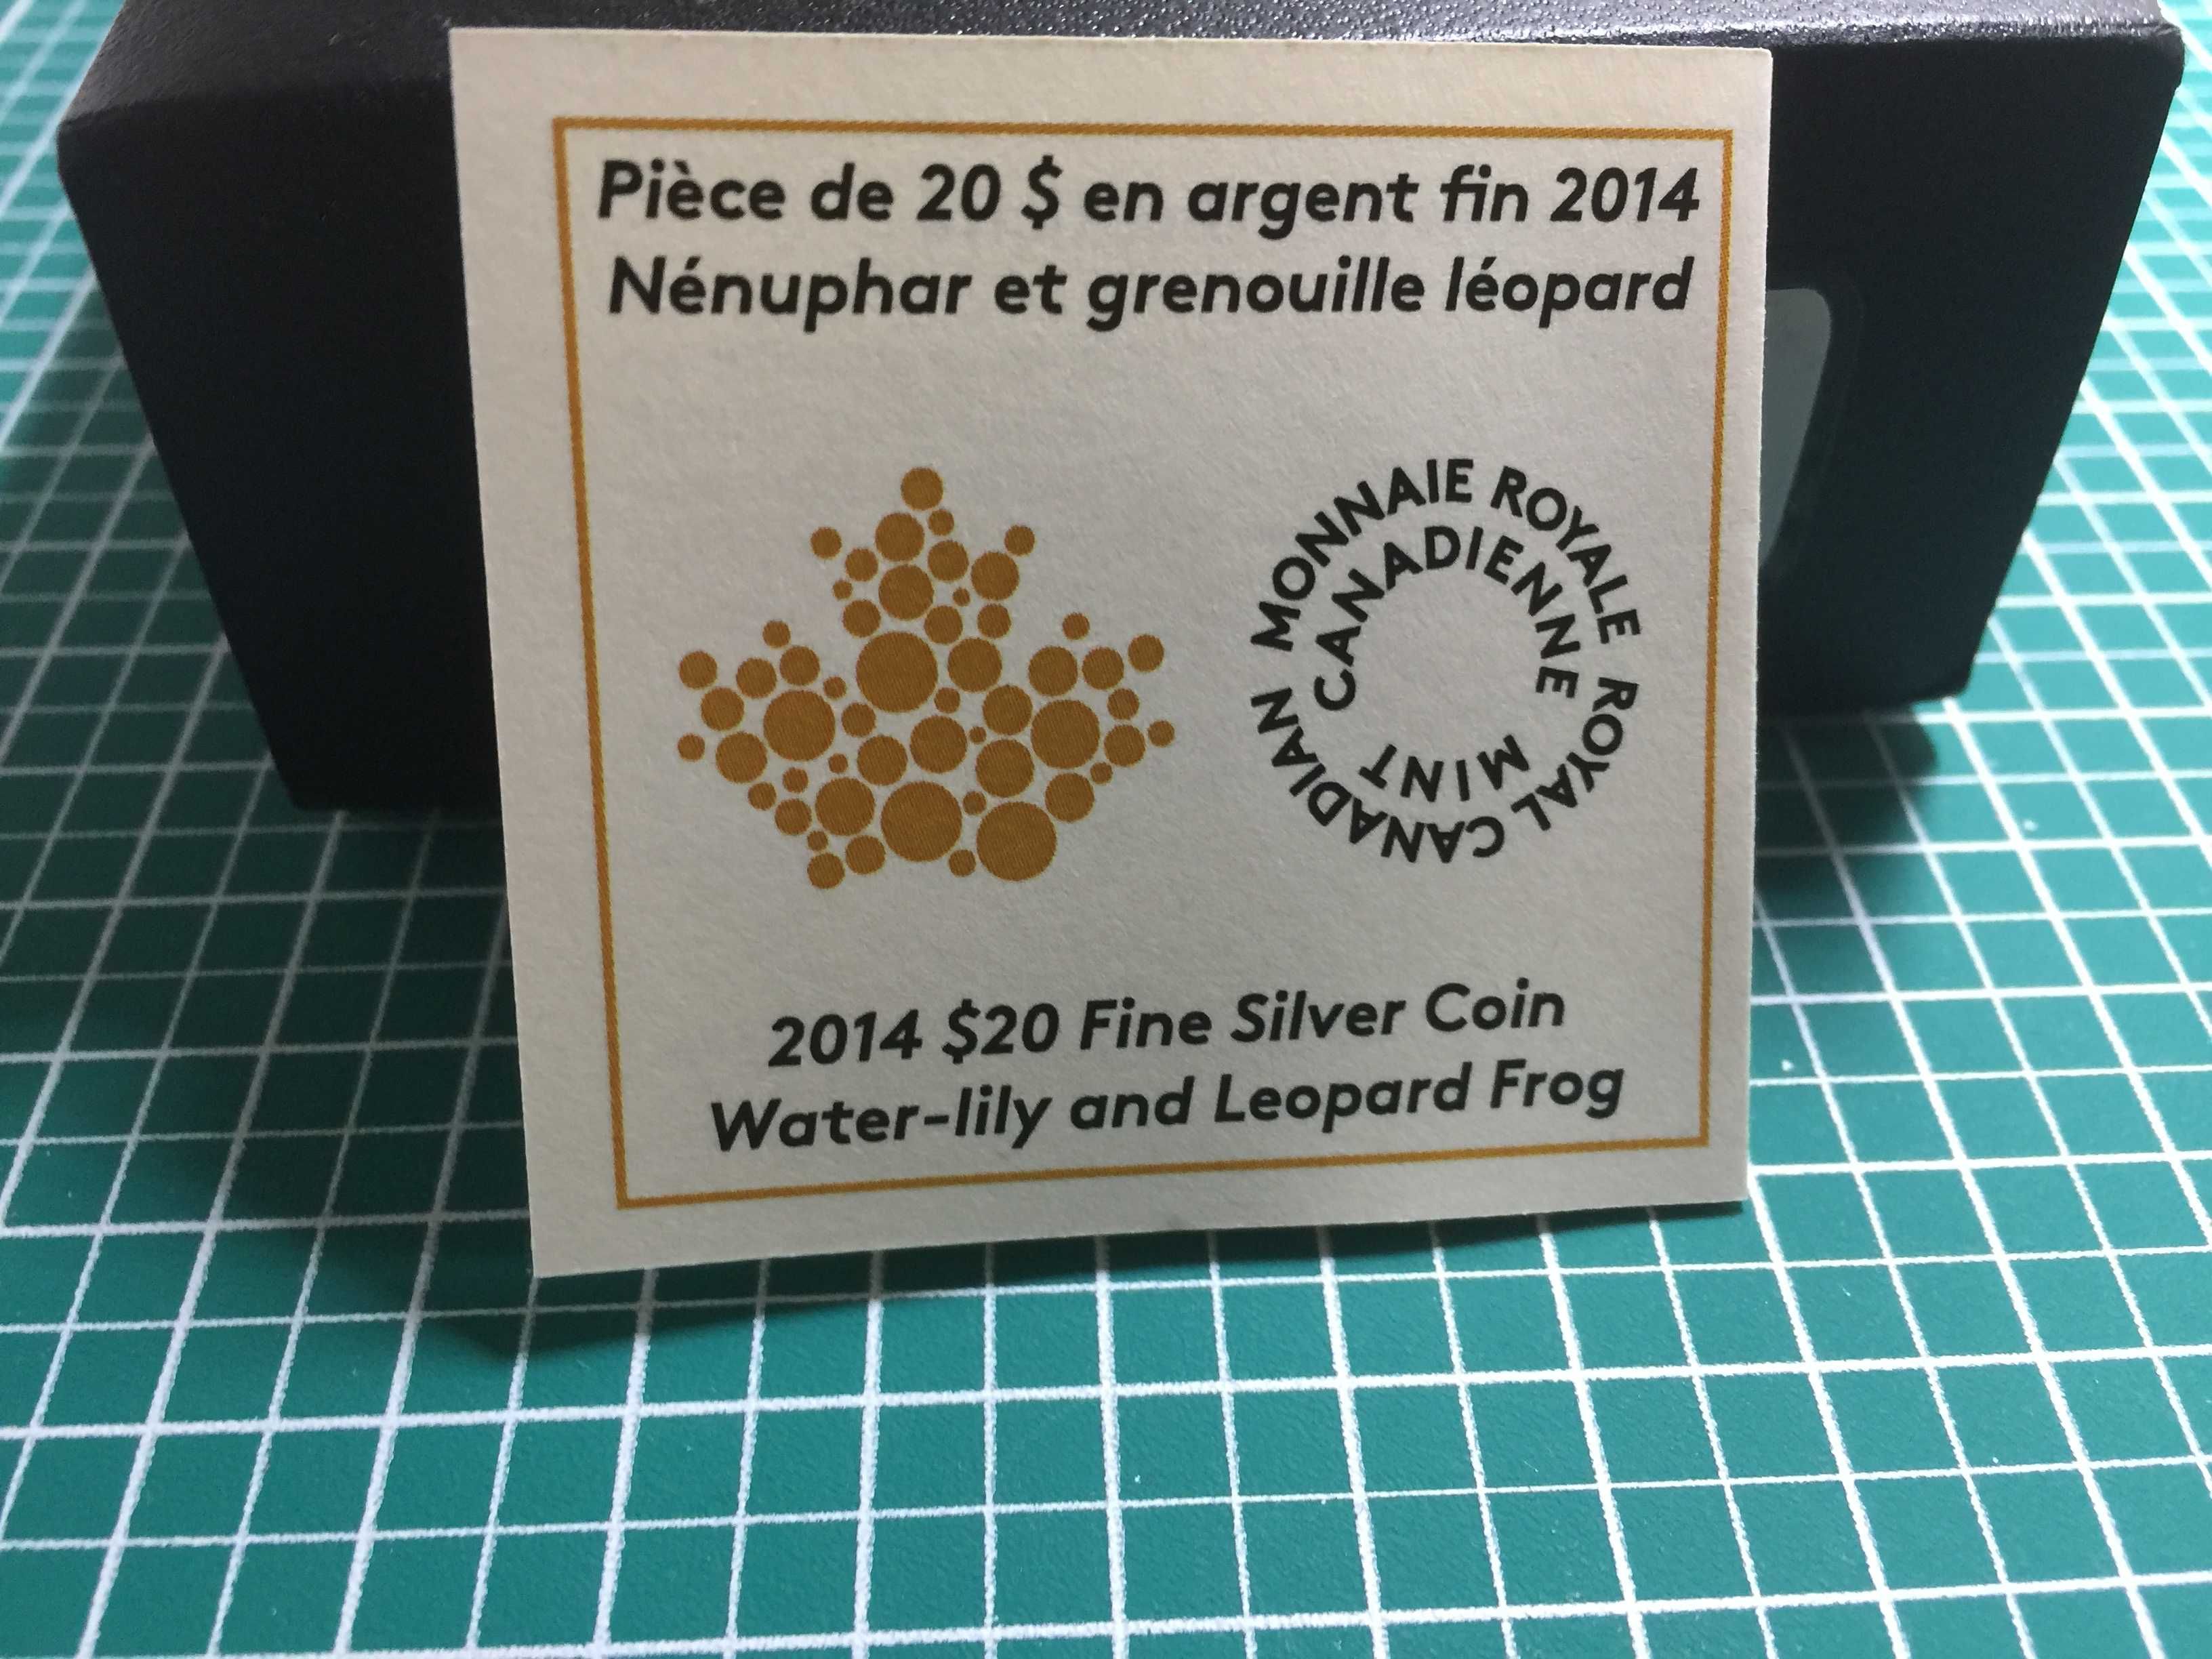 Pièce de 20 $ en argent fin 2014
Nénuphar et grenouille léopard
MONNAIE ROYALE
CANADIENNE
ROYAL CANADIAN
MINT
2014 $20 Fine Silver Coin
Water-lily and Leopard Frog